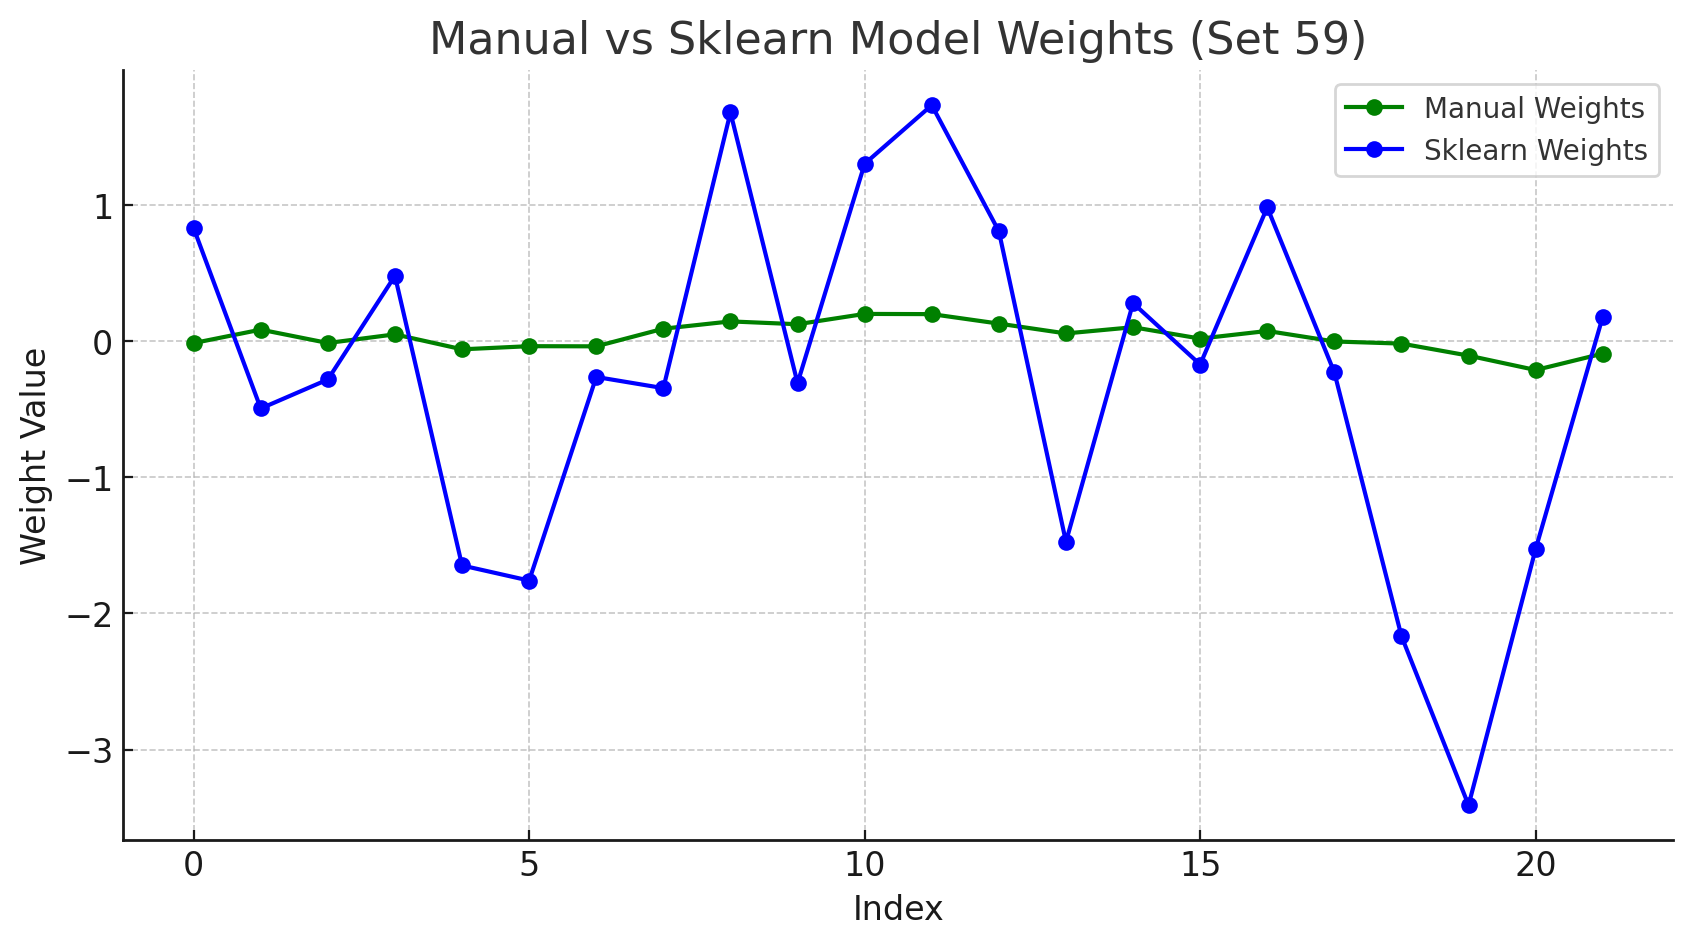 Manual vs Sklearn Model Weights (Set 59)
Manual Weights
Sklearn Weights
Weight Value
1
0
−1
−2
−3
0 5 10 15 20
Index